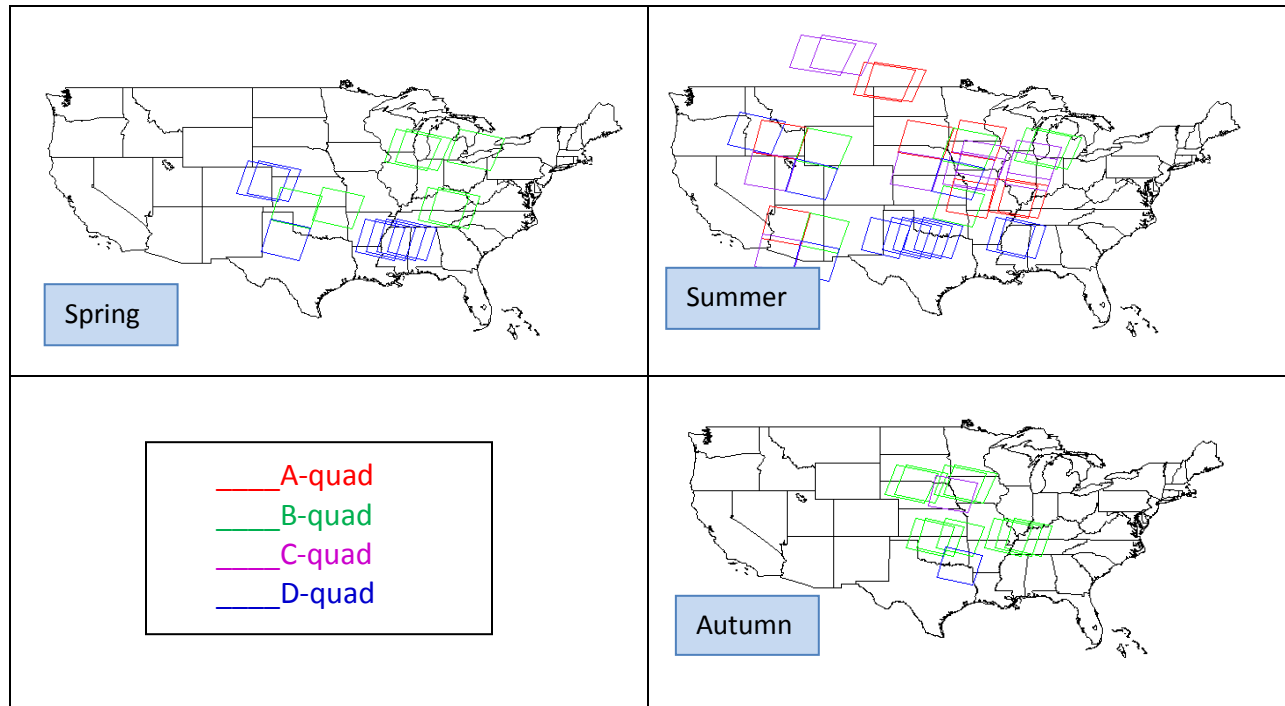 Spring
Summer
____A-quad
____B-quad
____C-quad
____D-quad
Autumn